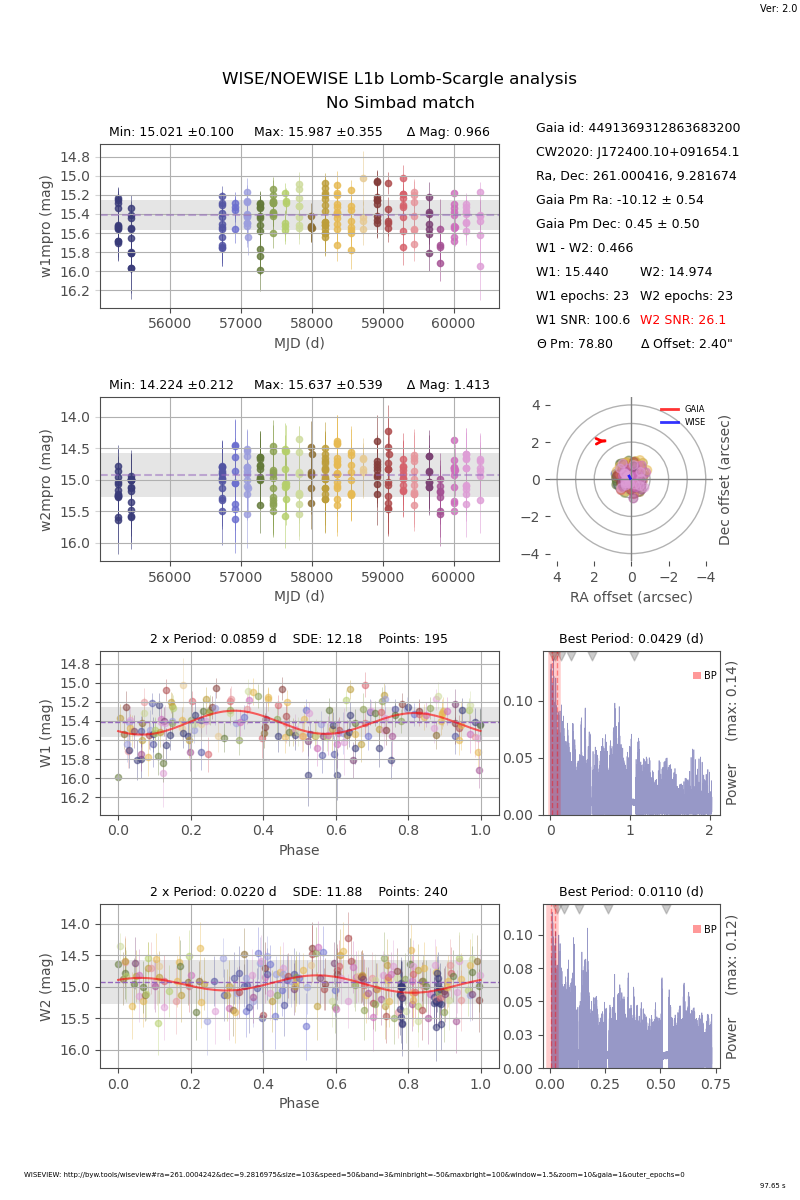 Ver: 2.0
WISE/NOEWISE L1b Lomb-Scargle analysis
No Simbad match
Min: 15.021 ±0.100 Max: 15.987 ±0.355 Δ Mag: 0.966
14.8
15.0
15.2
15.4
15.6
15.8
16.0
16.2
w1mpro (mag)
56000 57000 58000 59000 60000
MJD (d)
Gaia id: 4491369312863683200
CW2020: J172400.10+091654.1
Ra, Dec: 261.000416, 9.281674
Gaia Pm Ra: -10.12 ± 0.54
Gaia Pm Dec: 0.45 ± 0.50
W1 - W2: 0.466
W1: 15.440 W2: 14.974
W1 epochs: 23 W2 epochs: 23
W1 SNR: 100.6 W2 SNR: 26.1
Θ Pm: 78.80 Δ Offset: 2.40"
Min: 14.224 ±0.212 Max: 15.637 ±0.539 Δ Mag: 1.413
14.0
14.5
15.0
15.5
16.0
w2mpro (mag)
56000 57000 58000 59000 60000
MJD (d)
GAIA
WISE
4
2
0
−2
−4
Dec offset (arcsec)
4 2 0 −2 −4
RA offset (arcsec)
2 x Period: 0.0859 d SDE: 12.18 Points: 195
14.8
15.0
15.2
15.4
15.6
15.8
16.0
16.2
W1 (mag)
0.0 0.2 0.4 0.6 0.8 1.0
Phase
Best Period: 0.0429 (d)
BP
0.10
0.05
0.00
Power (max: 0.14)
0 1 2
2 x Period: 0.0220 d SDE: 11.88 Points: 240
14.0
14.5
15.0
15.5
16.0
W2 (mag)
0.0 0.2 0.4 0.6 0.8 1.0
Phase
Best Period: 0.0110 (d)
BP
0.10
0.08
0.05
0.03
0.00
Power (max: 0.12)
0.00 0.25 0.50 0.75
WISEVIEW: http://byw.tools/wiseview#ra=261.0004242&dec=9.2816975&size=103&speed=50&band=3&minbright=-50&maxbright=100&window=1.5&zoom=10&gaia=1&outer_epochs=0
97.65 s